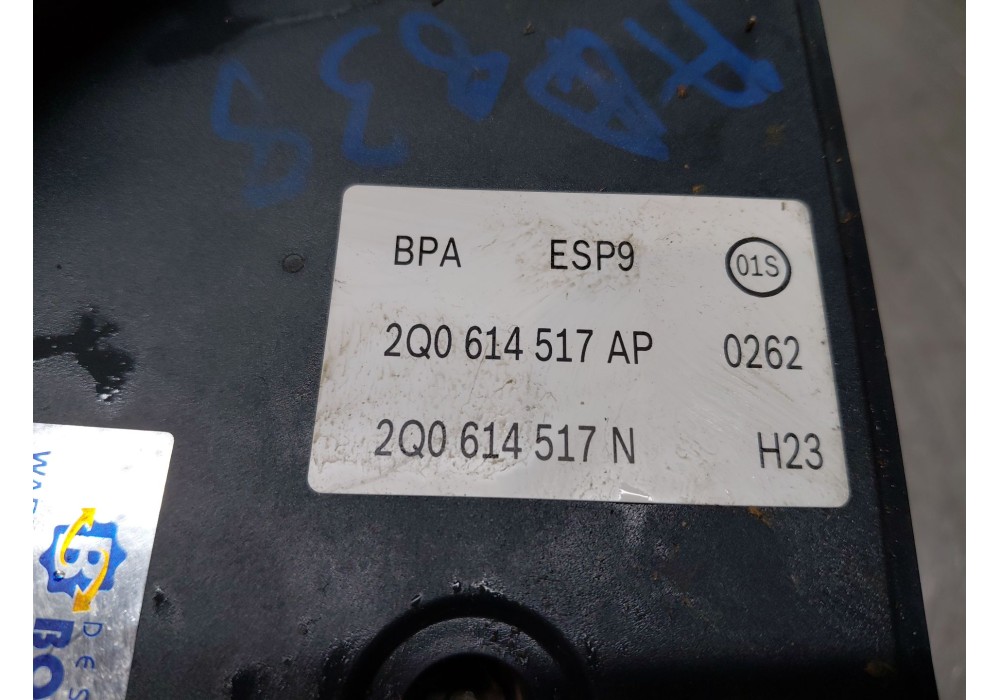 BPA ESP9 01S
2Q0 614 517 AP 0262
2Q0 614 517 N H23
B